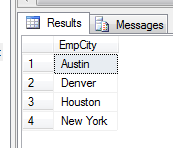 Results Messages
EmpCity
1 Austin
2 Denver
3 Houston
4 New York